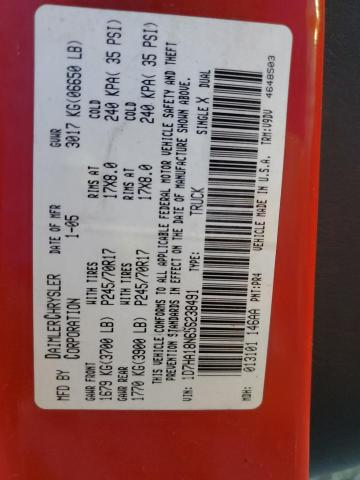 MFD BY DAIMLERCHRYSLER CORPORATION DATE OF MFR 1-05 GVWR 3017 KG(06650 LB)
GAWR FRONT 1679 KG(3700 LB) WITH TIRES P245/70R17 RIMS AT 17X8.0 COLD 240 KPA( 35 PSI)
GAWR REAR 1770 KG(3900 LB) WITH TIRES P245/70R17 RIMS AT 17X8.0 COLD 240 KPA( 35 PSI)
THIS VEHICLE CONFORMS TO ALL APPLICABLE FEDERAL MOTOR VEHICLE SAFETY AND THEFT
PREVENTION STANDARDS IN EFFECT ON THE DATE OF MANUFACTURE SHOWN ABOVE.
VIN: 1D7HA18N65S238491 TYPE: TRUCK SINGLE X DUAL
MDH: 013101 146AA PNT:PR4 VEHICLE MADE IN U.S.A. TRM:V9DV 4648503